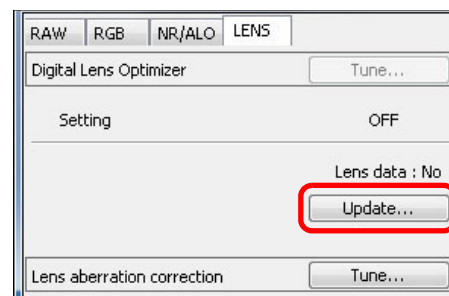 RAW RGB NR/ALO LENS
Digital Lens Optimizer Tune...
Setting OFF
Lens data : No
Update...
Lens aberration correction Tune...